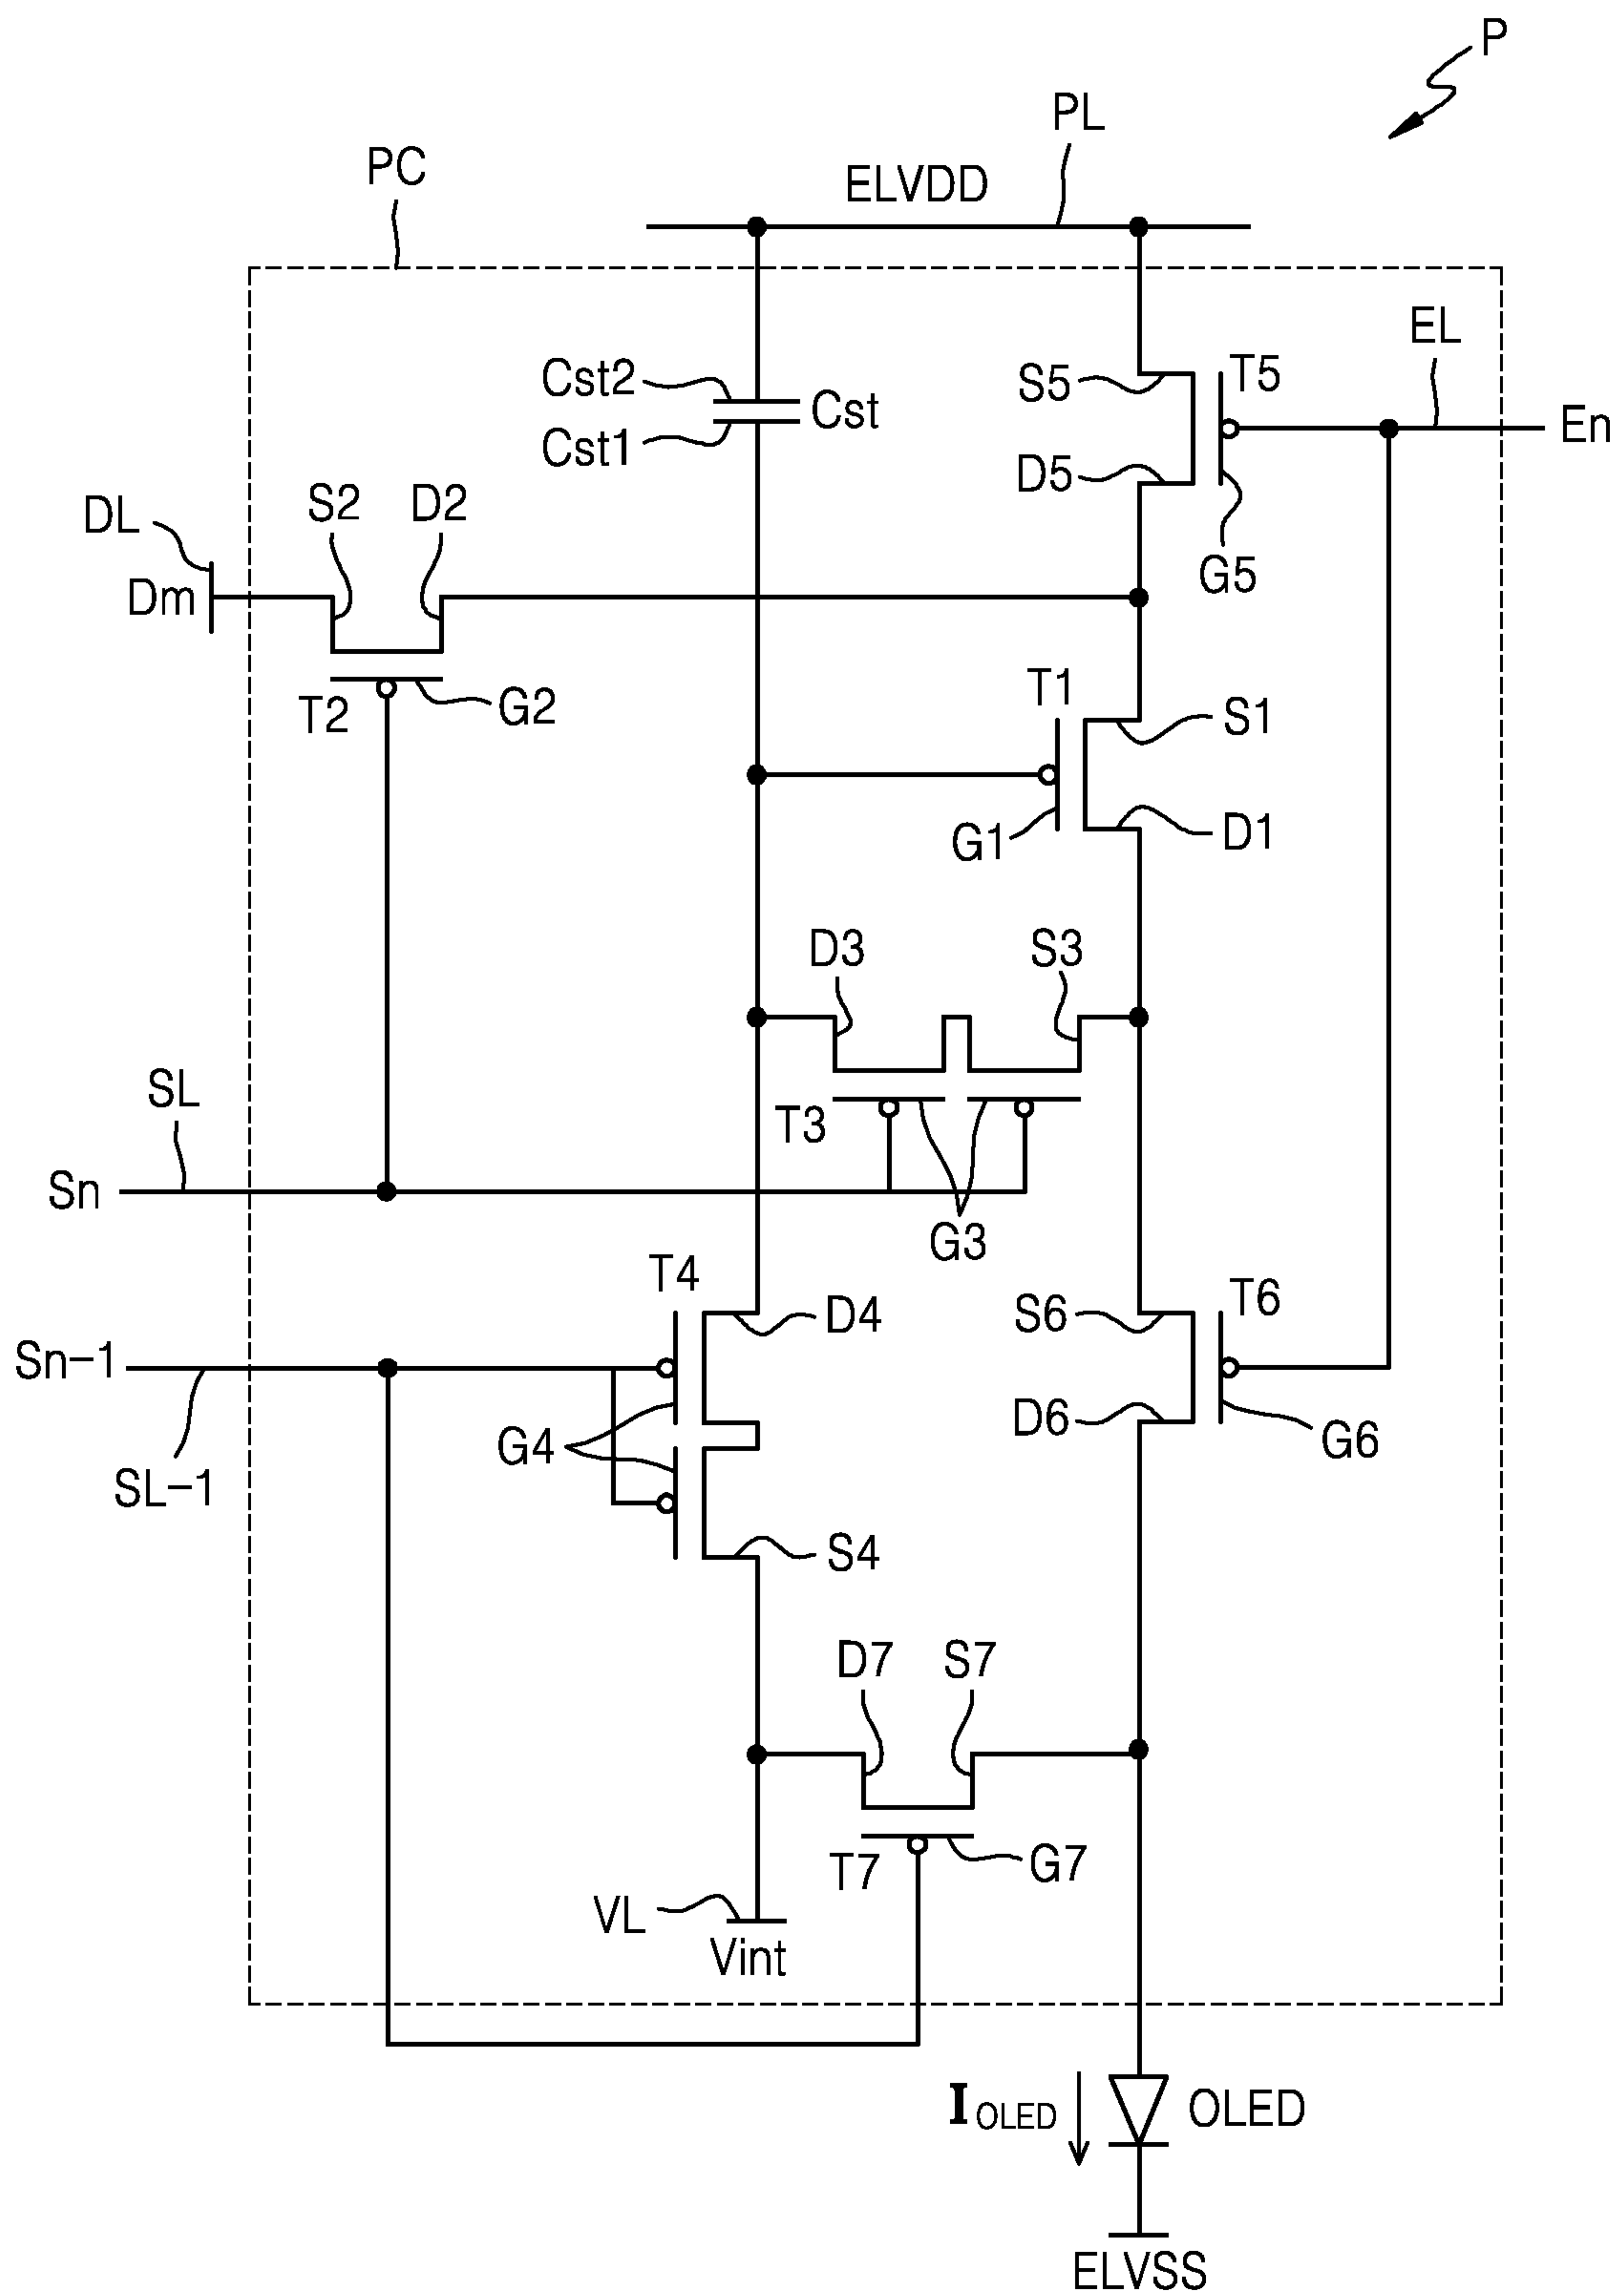 P
PL
PC
ELVDD
EL
Cst2
Cst
Cst1
S5
T5
En
D5
G5
DL
S2
D2
Dm
T2
G2
T1
S1
G1
D1
D3
S3
SL
T3
Sn
G3
T4
D4
S6
T6
Sn-1
G4
D6
G6
SL-1
S4
D7
S7
T7
G7
VL
Vint
I OLED
OLED
ELVSS